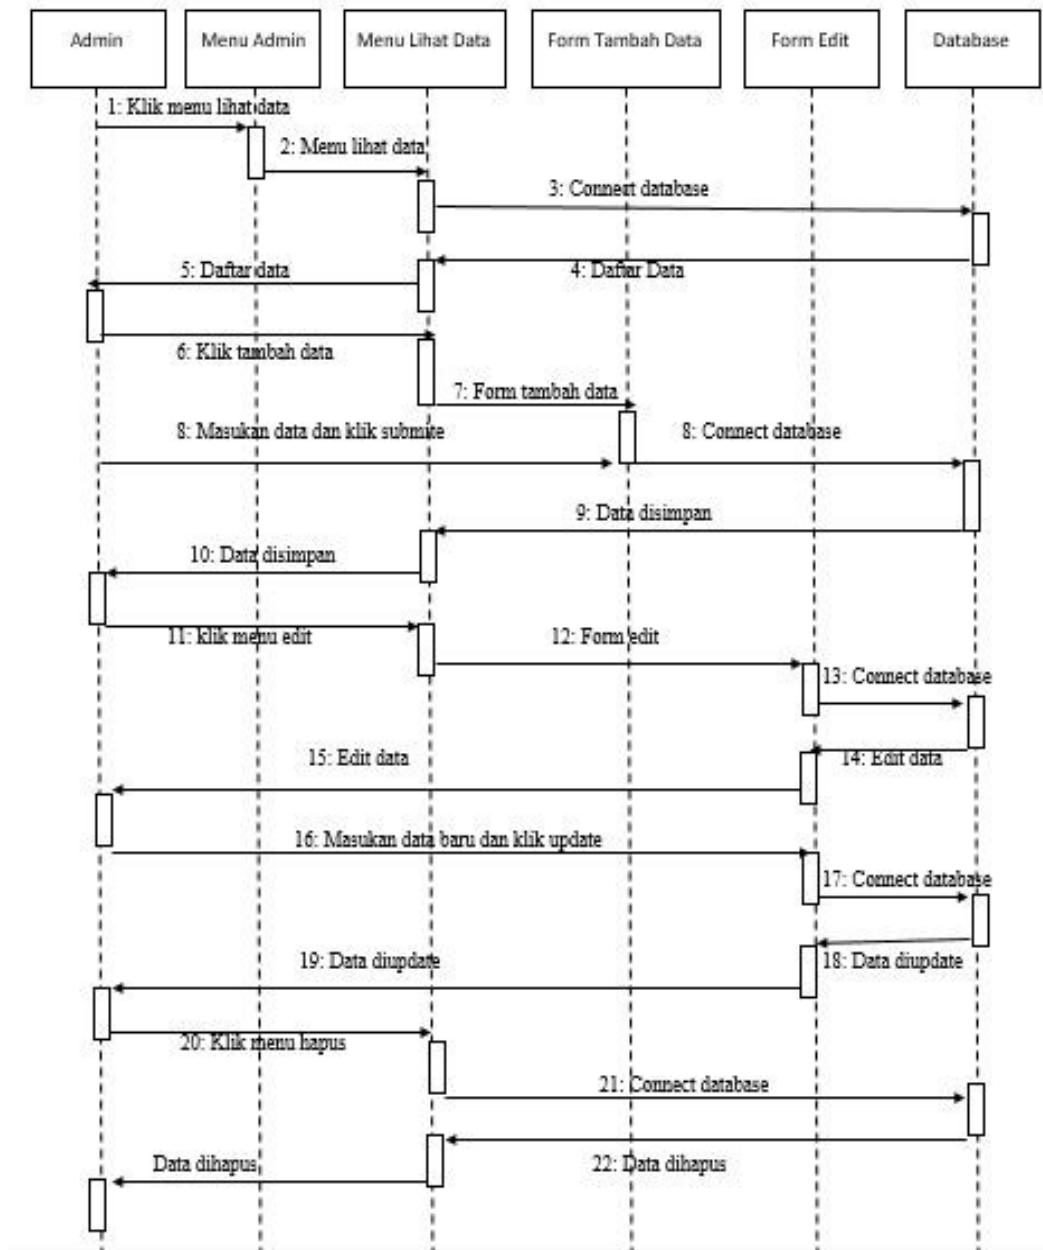 Admin
Menu Admin
Menu Lihat Data
Form Tambah Data
Form Edit
Database
1: Klik menu lihat data
2: Menu lihat data
3: Connect database
4: Daftar Data
5: Daftar data
6: Klik tambah data
7: Form tambah data
8: Masukan data dan klik submite
8: Connect database
9: Data disimpan
10: Data disimpan
11: klik menu edit
12: Form edit
13: Connect database
14: Edit data
15: Edit data
16: Masukan data baru dan klik update
17: Connect database
18: Data diupdate
19: Data diupdate
20: Klik menu hapus
21: Connect database
22: Data dihapus
Data dihapus